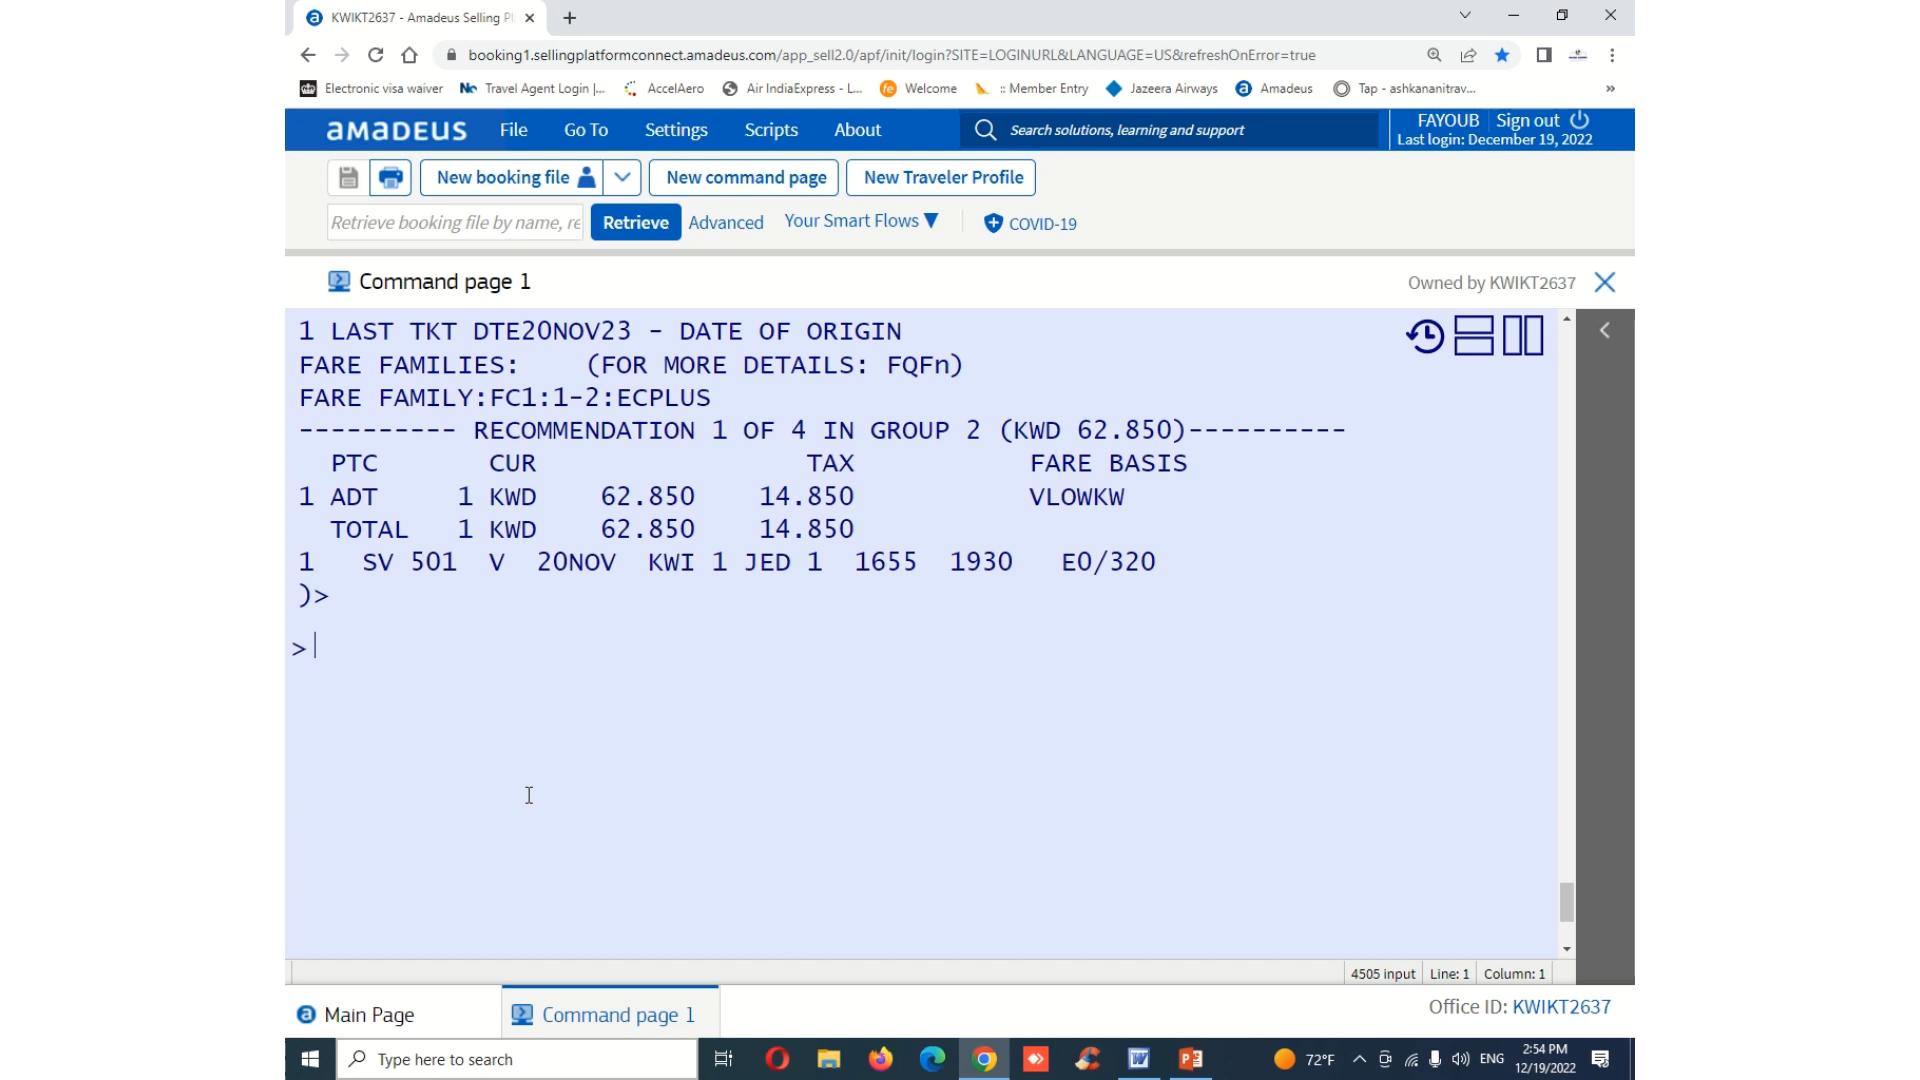 KWIKT2637 - Amadeus Selling Pl
booking1.sellingplatformconnect.amadeus.com/app_sell2.0/apf/init/login?SITE=LOGINURL&LANGUAGE=US&refreshOnError=true
Electronic visa waiver Travel Agent Login |... AccelAero Air IndiaExpress - L... Welcome :: Member Entry Jazeera Airways Amadeus Tap - ashkananitrav... »
amadeus File Go To Settings Scripts About Search solutions, learning and support FAYOUB Sign out
Last login: December 19, 2022
New booking file New command page New Traveler Profile
Retrieve booking file by name, re Retrieve Advanced Your Smart Flows COVID-19
Command page 1 Owned by KWIKT2637
1 LAST TKT DTE20NOV23 - DATE OF ORIGIN
FARE FAMILIES: (FOR MORE DETAILS: FQFn)
FARE FAMILY:FC1:1-2:ECPLUS
---------- RECOMMENDATION 1 OF 4 IN GROUP 2 (KWD 62.850)----------
PTC CUR TAX FARE BASIS
1 ADT 1 KWD 62.850 14.850 VLOWKW
TOTAL 1 KWD 62.850 14.850
1 SV 501 V 20NOV KWI 1 JED 1 1655 1930 E0/320
)>
>
4505 input Line: 1 Column: 1
Main Page Command page 1 Office ID: KWIKT2637
Type here to search 72°F ENG 2:54 PM
12/19/2022